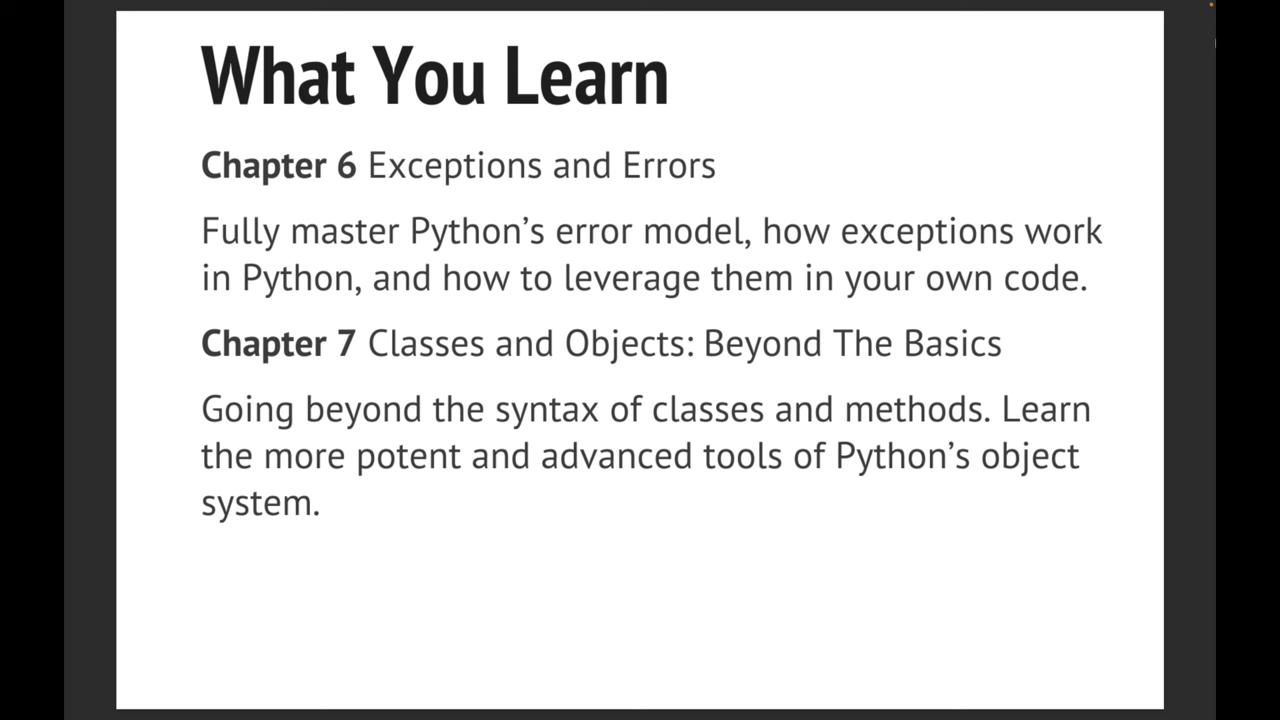 What You Learn
Chapter 6 Exceptions and Errors
Fully master Python’s error model, how exceptions work
in Python, and how to leverage them in your own code.
Chapter 7 Classes and Objects: Beyond The Basics
Going beyond the syntax of classes and methods. Learn
the more potent and advanced tools of Python’s object
system.